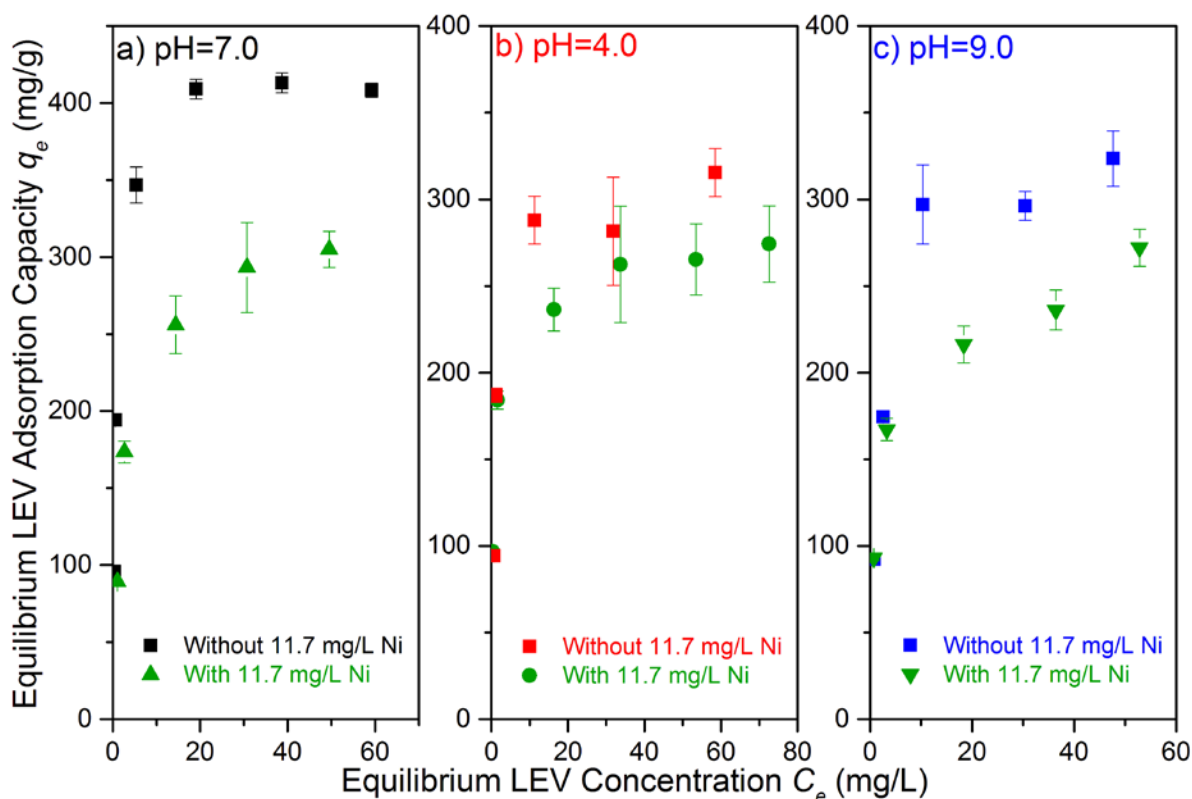 Equilibrium LEV Adsorption Capacity qe (mg/g)
a) pH=7.0
400
300
200
100
0
Without 11.7 mg/L Ni
With 11.7 mg/L Ni
0 20 40 60
b) pH=4.0
400
300
200
100
0
Without 11.7 mg/L Ni
With 11.7 mg/L Ni
0 20 40 60 80
c) pH=9.0
400
300
200
100
0
Without 11.7 mg/L Ni
With 11.7 mg/L Ni
0 20 40 60
Equilibrium LEV Concentration Ce (mg/L)